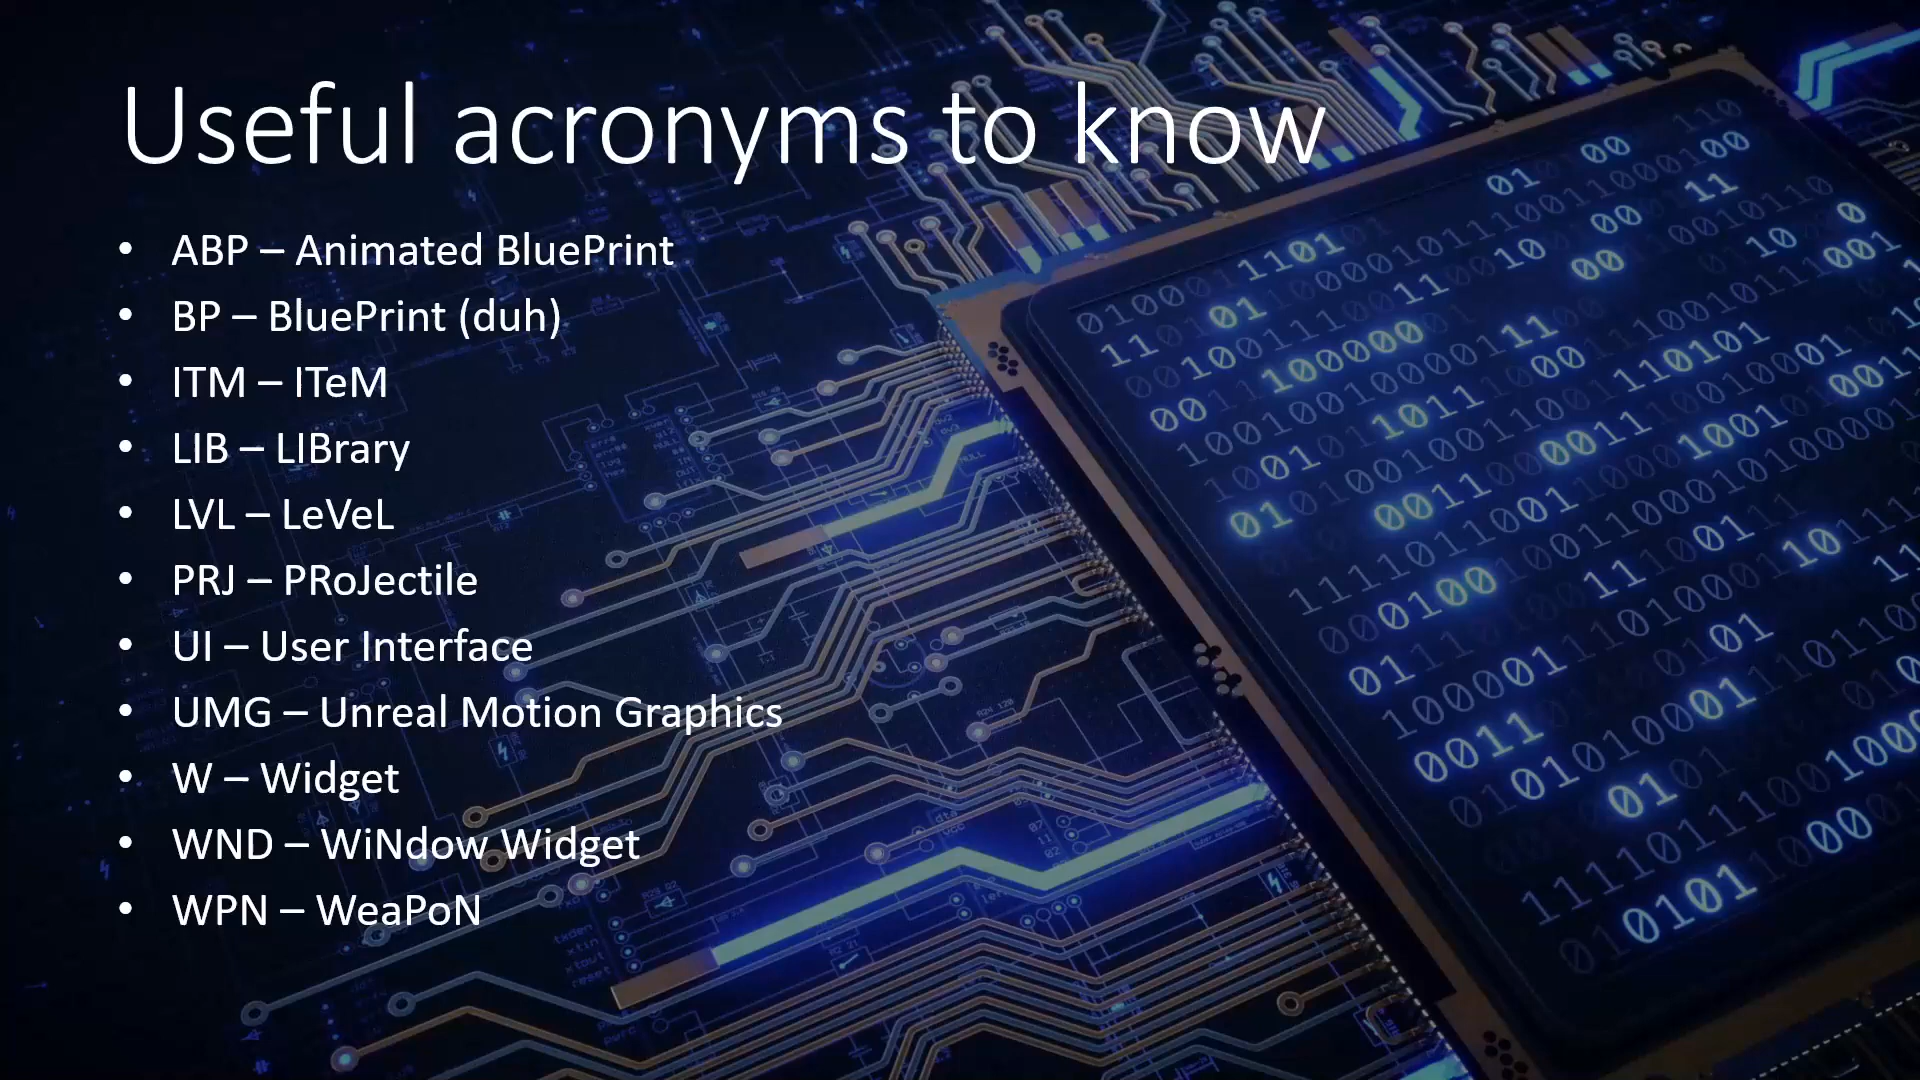 Useful acronyms to know
• ABP – Animated BluePrint
• BP – BluePrint (duh)
• ITM – ITeM
• LIB – LIBrary
• LVL – LeVeL
• PRJ – PRoJectile
• UI – User Interface
• UMG – Unreal Motion Graphics
• W – Widget
• WND – WiNdow Widget
• WPN – WeaPoN